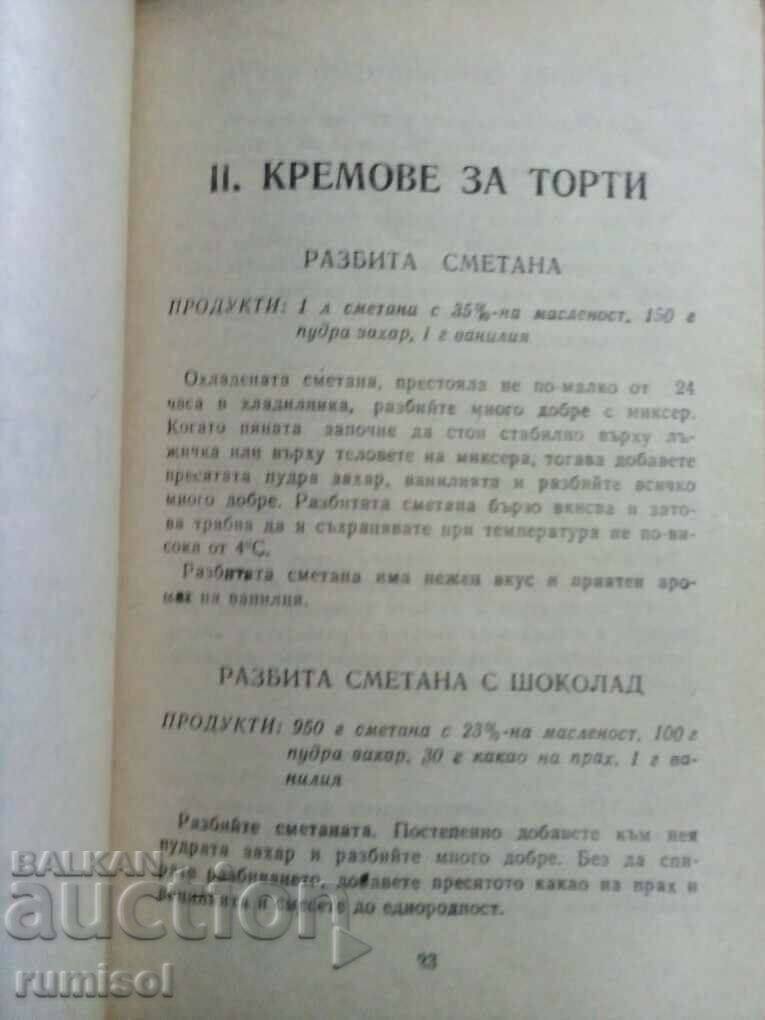 II. КРЕМОВЕ ЗА ТОРТИ
РАЗБИТА СМЕТАНА
ПРОДУКТИ: 1 л сметана с 35%-на масленост, 150 г
пудра захар, 1 г ванилия
Охладената сметана, престояла не по-малко от 24
часа в хладилника, разбийте много добре с миксер.
Когато пяната започне да стои стабилно върху лъ-
жичка или върху теловете на миксера, тогава добавете
пресятата пудра захар, ванилията и разбийте всичко
много добре. Разбитата сметана бързо вкисва и зато-
ва трябва да я съхранявате при температура не по-ви-
сока от 4°С.
Разбитата сметана има нежен вкус и приятен аро-
мат на ванилия.
РАЗБИТА СМЕТАНА С ШОКОЛАД
ПРОДУКТИ: 950 г сметана с 23%-на масленост, 100 г
пудра захар, 30 г какао на прах, 1 г ва-
нилия
Разбийте сметаната. Постепенно добавете към нея
пудрата захар и разбийте много добре. Без да спи-
рате разбиването, добавете пресятото какао на прах и
ванилията и смесете до еднородност.
23
BALKAN
auction
rumisol